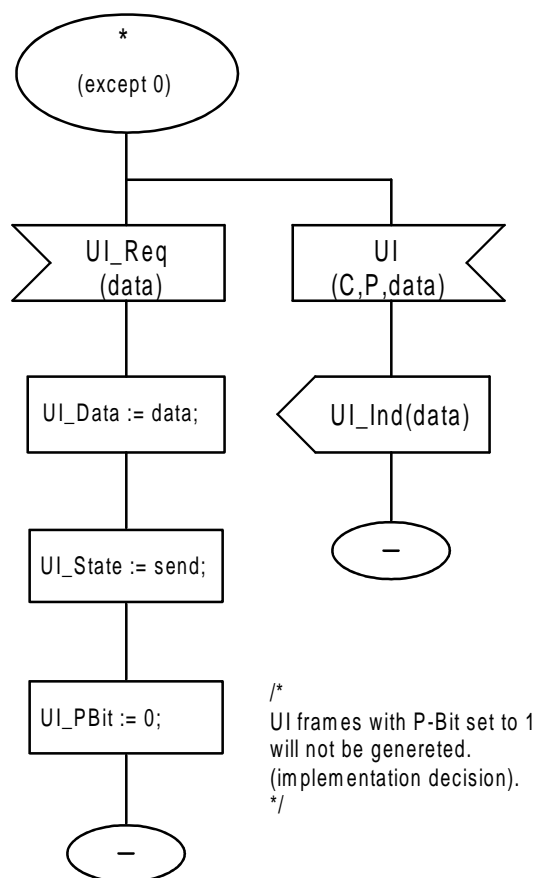 *
(except 0)
UI_Req
(data)
UI
(C,P,data)
UI_Data := data;
UI_Ind(data)
UI_State := send;
–
UI_PBit := 0;
/*
UI frames with P-Bit set to 1
will not be genereted.
(implementation decision).
*/
–